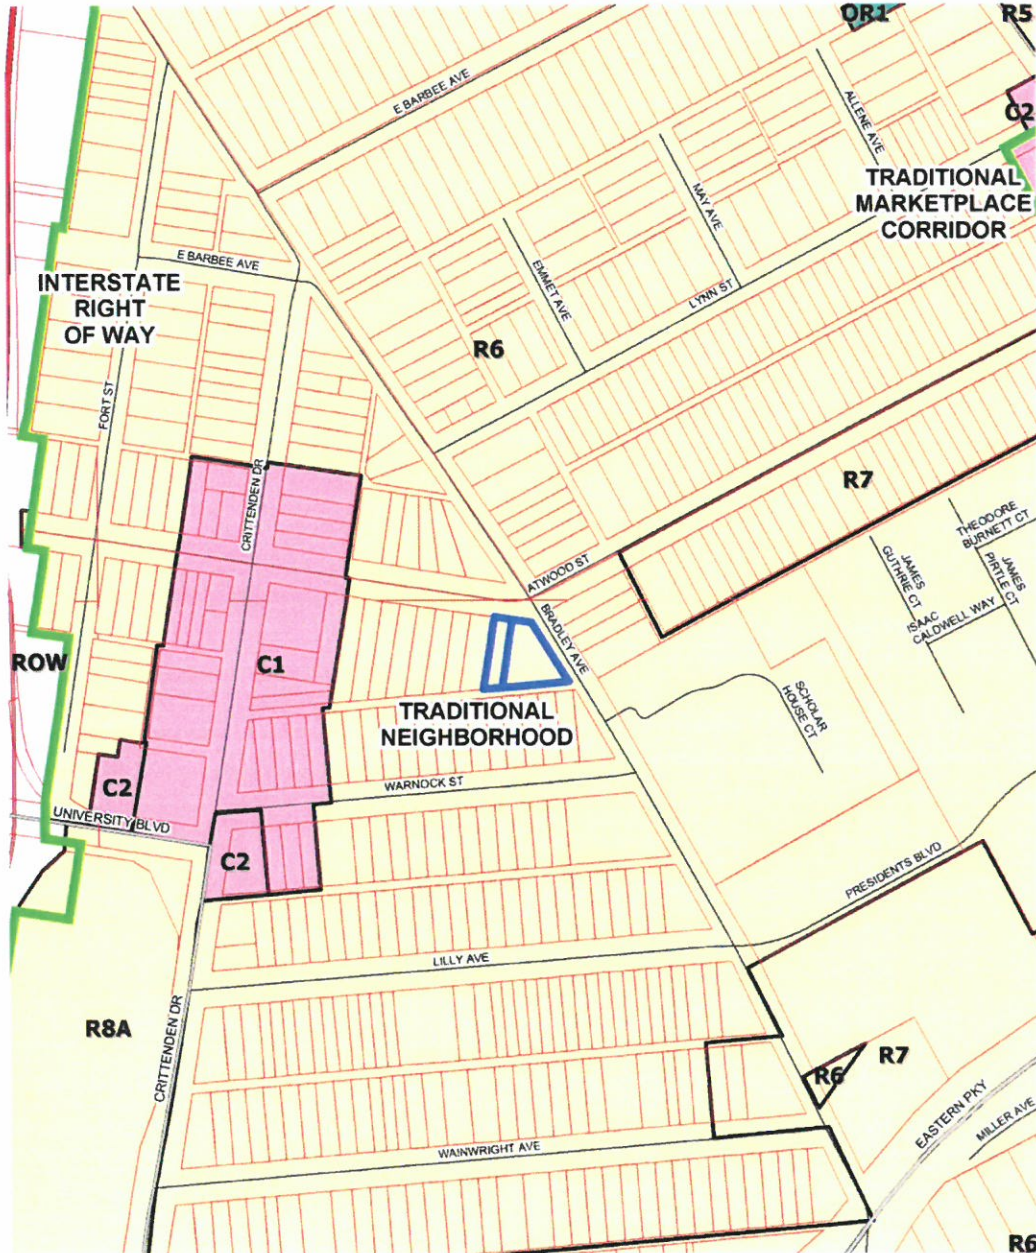 OR1
R5
E BARBEE AVE
ALLENE AVE
C2
MAY AVE
TRADITIONAL
MARKETPLACE
CORRIDOR
E BARBEE AVE
INTERSTATE
RIGHT
OF WAY
EMMET AVE
LYNN ST
R6
FORT ST
CRITTENDEN DR
R7
THEODORE
BURNETT CT
JAMES
GUTHRIE CT
JAMES
PIRTLE CT
ATWOOD ST
BRADLEY AVE
ISAAC
CALDWELL WAY
ROW
C1
SCHOLAR
HOUSE CT
TRADITIONAL
NEIGHBORHOOD
C2
WARNOCK ST
UNIVERSITY BLVD
C2
PRESIDENTS BLVD
LILLY AVE
R8A
CRITTENDEN DR
R7
R6
EASTERN PKY
MILLER AVE
WAINWRIGHT AVE
R6